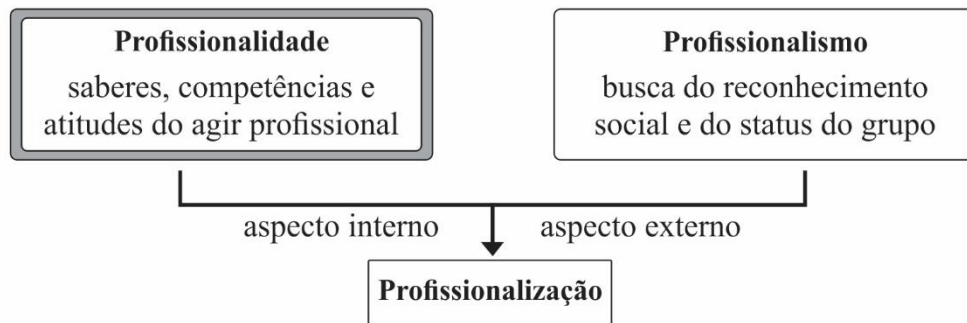 Profissionalidade
saberes, competências e
atitudes do agir profissional
Profissionalismo
busca do reconhecimento
social e do status do grupo
aspecto interno
aspecto externo
Profissionalização